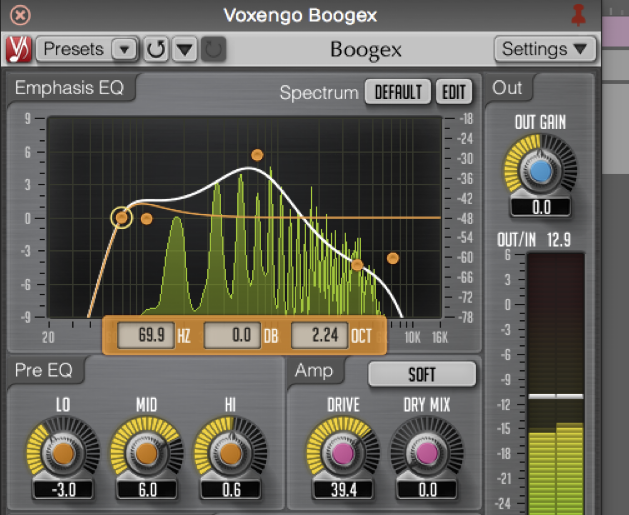 Voxengo Boogex
Presets Boogex Settings
Emphasis EQ Spectrum DEFAULT EDIT Out
OUT GAIN
0.0
OUT/IN 12.9
9 6 3 0 -3 -6 -9
-18 -24 -30 -36 -42 -48 -54 -60 -66 -72 -78
20 10K 16K
69.9 HZ 0.0 DB 2.24 OCT
6 3 0 -3 -6 -9 -12 -15 -18 -21 -24
Pre EQ
LO MID HI
-3.0 6.0 0.6
Amp SOFT
DRIVE DRY MIX
39.4 0.0